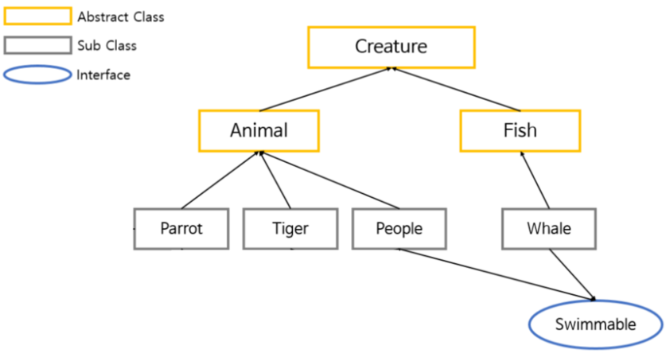 Abstract Class
Sub Class
Interface
Creature
Animal
Fish
Parrot
Tiger
People
Whale
Swimmable